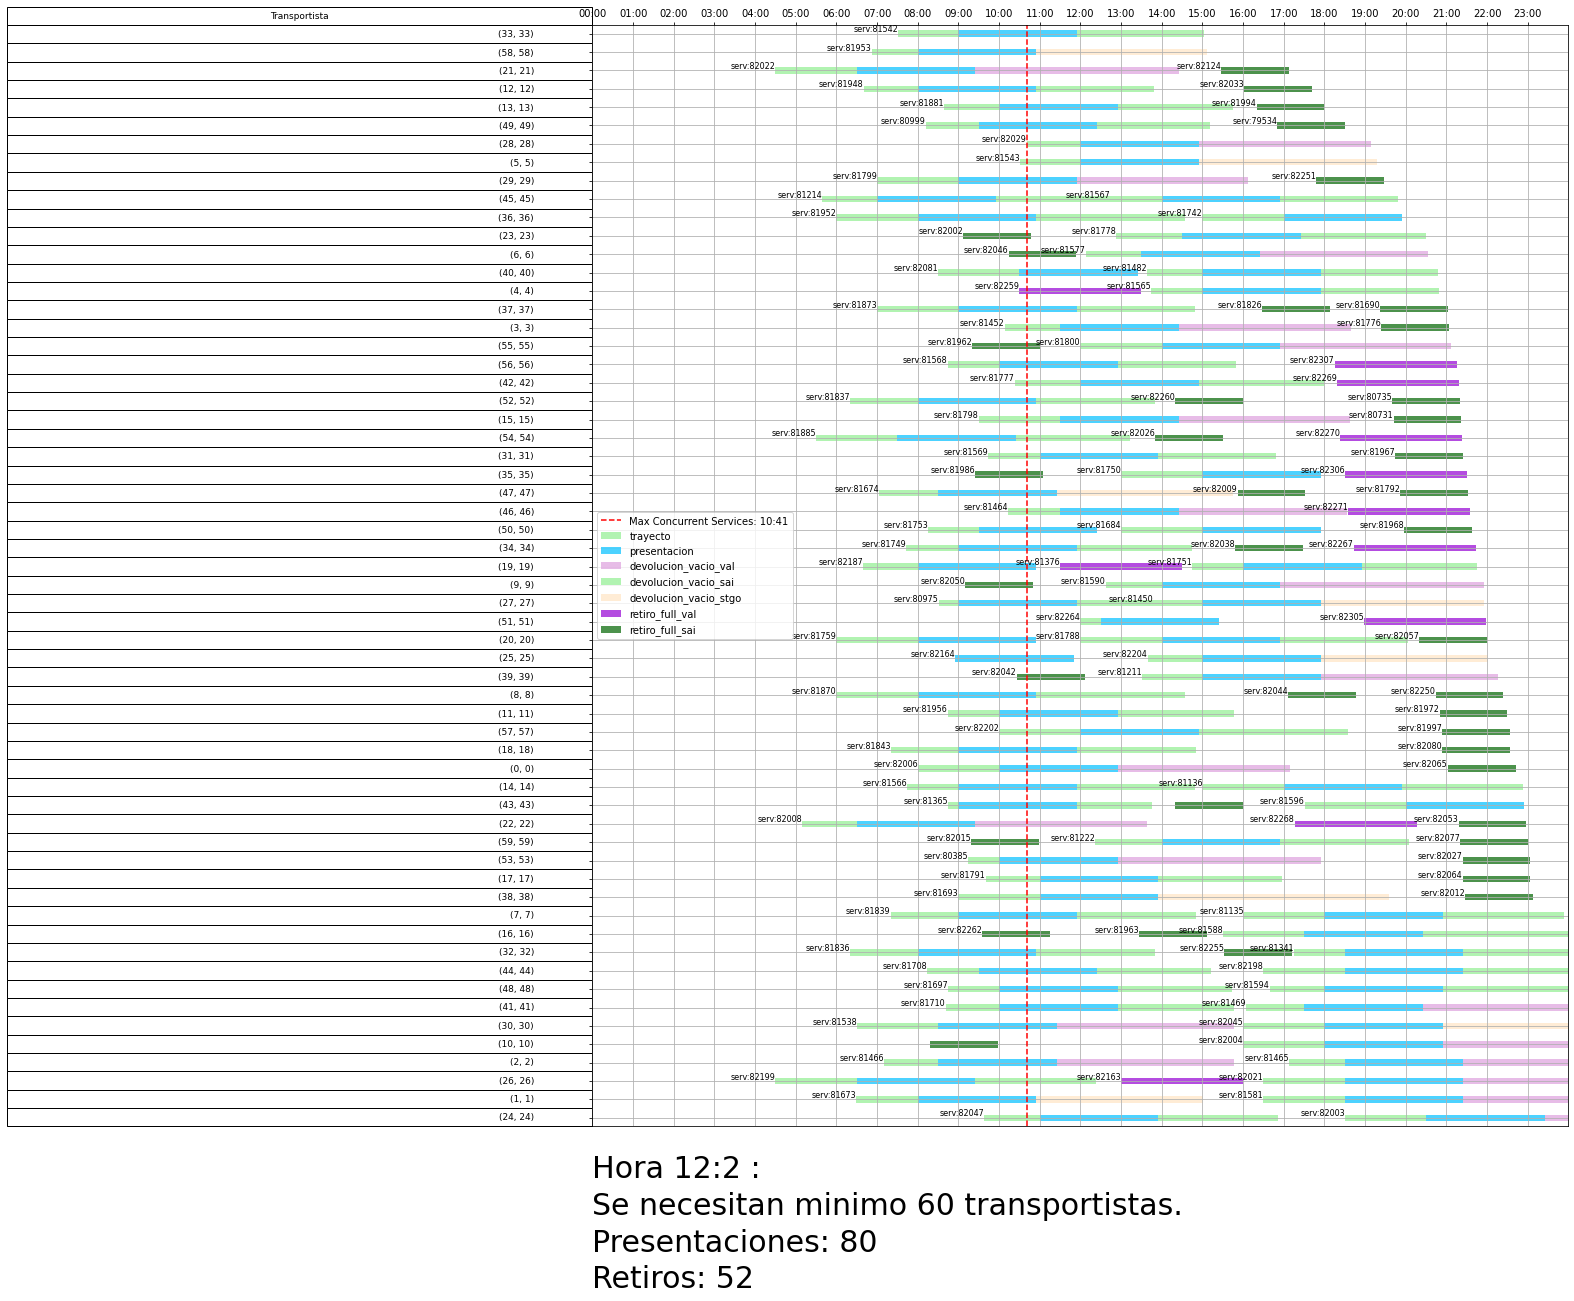 Transportista 00:00 01:00 02:00 03:00 04:00 05:00 06:00 07:00 08:00 09:00 10:00 11:00 12:00 13:00 14:00 15:00 16:00 17:00 18:00 19:00 20:00 21:00 22:00 23:00
(33, 33) serv:81542
(58, 58) serv:81953
(21, 21) serv:82022 serv:82124
(12, 12) serv:81948 serv:82033
(13, 13) serv:81881 serv:81994
(49, 49) serv:80999 serv:79534
(28, 28) serv:82029
(5, 5) serv:81543
(29, 29) serv:81799 serv:82251
(45, 45) serv:81214 serv:81567
(36, 36) serv:81952 serv:81742
(23, 23) serv:82002 serv:81778
(6, 6) serv:82046 serv:81577
(40, 40) serv:82081 serv:81482
(4, 4) serv:82259 serv:81565
(37, 37) serv:81873 serv:81826 serv:81690
(3, 3) serv:81452 serv:81776
(55, 55) serv:81962 serv:81800
(56, 56) serv:81568 serv:82307
(42, 42) serv:81777 serv:82269
(52, 52) serv:81837 serv:82260 serv:80735
(15, 15) serv:81798 serv:80731
(54, 54) serv:81885 serv:82026 serv:82270
(31, 31) serv:81569 serv:81967
(35, 35) serv:81986 serv:81750 serv:82306
(47, 47) serv:81674 serv:82009 serv:81792
(46, 46) serv:81464 serv:82271
Max Concurrent Services: 10:41
(50, 50) serv:81753 serv:81684 serv:81968
trayecto
(34, 34) serv:81749 serv:82038 serv:82267
presentacion
(19, 19) serv:82187 serv:81376 serv:81751
devolucion_vacio_val
(9, 9) serv:82050 serv:81590
devolucion_vacio_sai
(27, 27) serv:80975 serv:81450
devolucion_vacio_stgo
(51, 51) serv:82264 serv:82305
retiro_full_val
(20, 20) serv:81759 serv:81788 serv:82057
retiro_full_sai
(25, 25) serv:82164 serv:82204
(39, 39) serv:82042 serv:81211
(8, 8) serv:81870 serv:82044 serv:82250
(11, 11) serv:81956 serv:81972
(57, 57) serv:82202 serv:81997
(18, 18) serv:81843 serv:82080
(0, 0) serv:82006 serv:82065
(14, 14) serv:81566 serv:81136
(43, 43) serv:81365 serv:81596
(22, 22) serv:82008 serv:82268 serv:82053
(59, 59) serv:82015 serv:81222 serv:82077
(53, 53) serv:80385 serv:82027
(17, 17) serv:81791 serv:82064
(38, 38) serv:81693 serv:82012
(7, 7) serv:81839 serv:81135
(16, 16) serv:82262 serv:81963 serv:81588
(32, 32) serv:81836 serv:82255 serv:81341
(44, 44) serv:81708 serv:82198
(48, 48) serv:81697 serv:81594
(41, 41) serv:81710 serv:81469
(30, 30) serv:81538 serv:82045
(10, 10) serv:82004
(2, 2) serv:81466 serv:81465
(26, 26) serv:82199 serv:82163 serv:82021
(1, 1) serv:81673 serv:81581
(24, 24) serv:82047 serv:82003
Hora 12:2 :
Se necesitan minimo 60 transportistas.
Presentaciones: 80
Retiros: 52